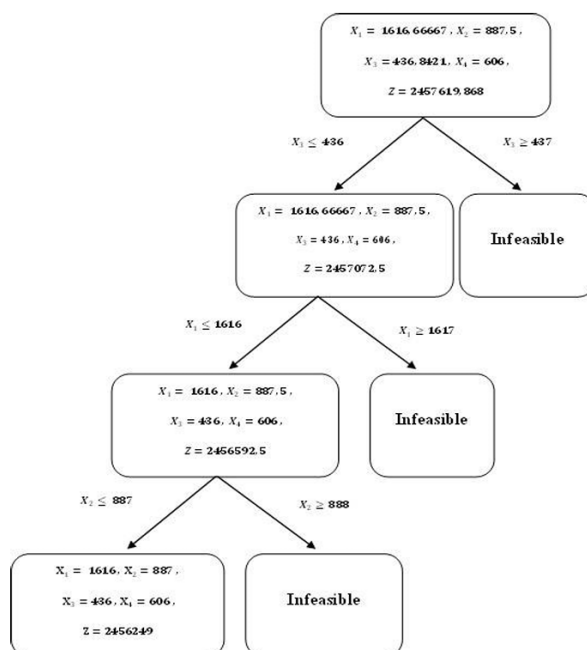 X₁ = 1616.66667, X₂ = 887.5,
X₃ = 436.8421, X₄ = 606,
Z = 2457619.868
X₃ ≤ 436
X₃ ≥ 437
X₁ = 1616.66667, X₂ = 887.5,
X₃ = 436, X₄ = 606,
Z = 2457072.5
Infeasible
X₁ ≤ 1616
X₁ ≥ 1617
X₁ = 1616, X₂ = 887.5,
X₃ = 436, X₄ = 606,
Z = 2456592.5
Infeasible
X₂ ≤ 887
X₂ ≥ 888
X₁ = 1616, X₂ = 887,
X₃ = 436, X₄ = 606,
Z = 2456249
Infeasible